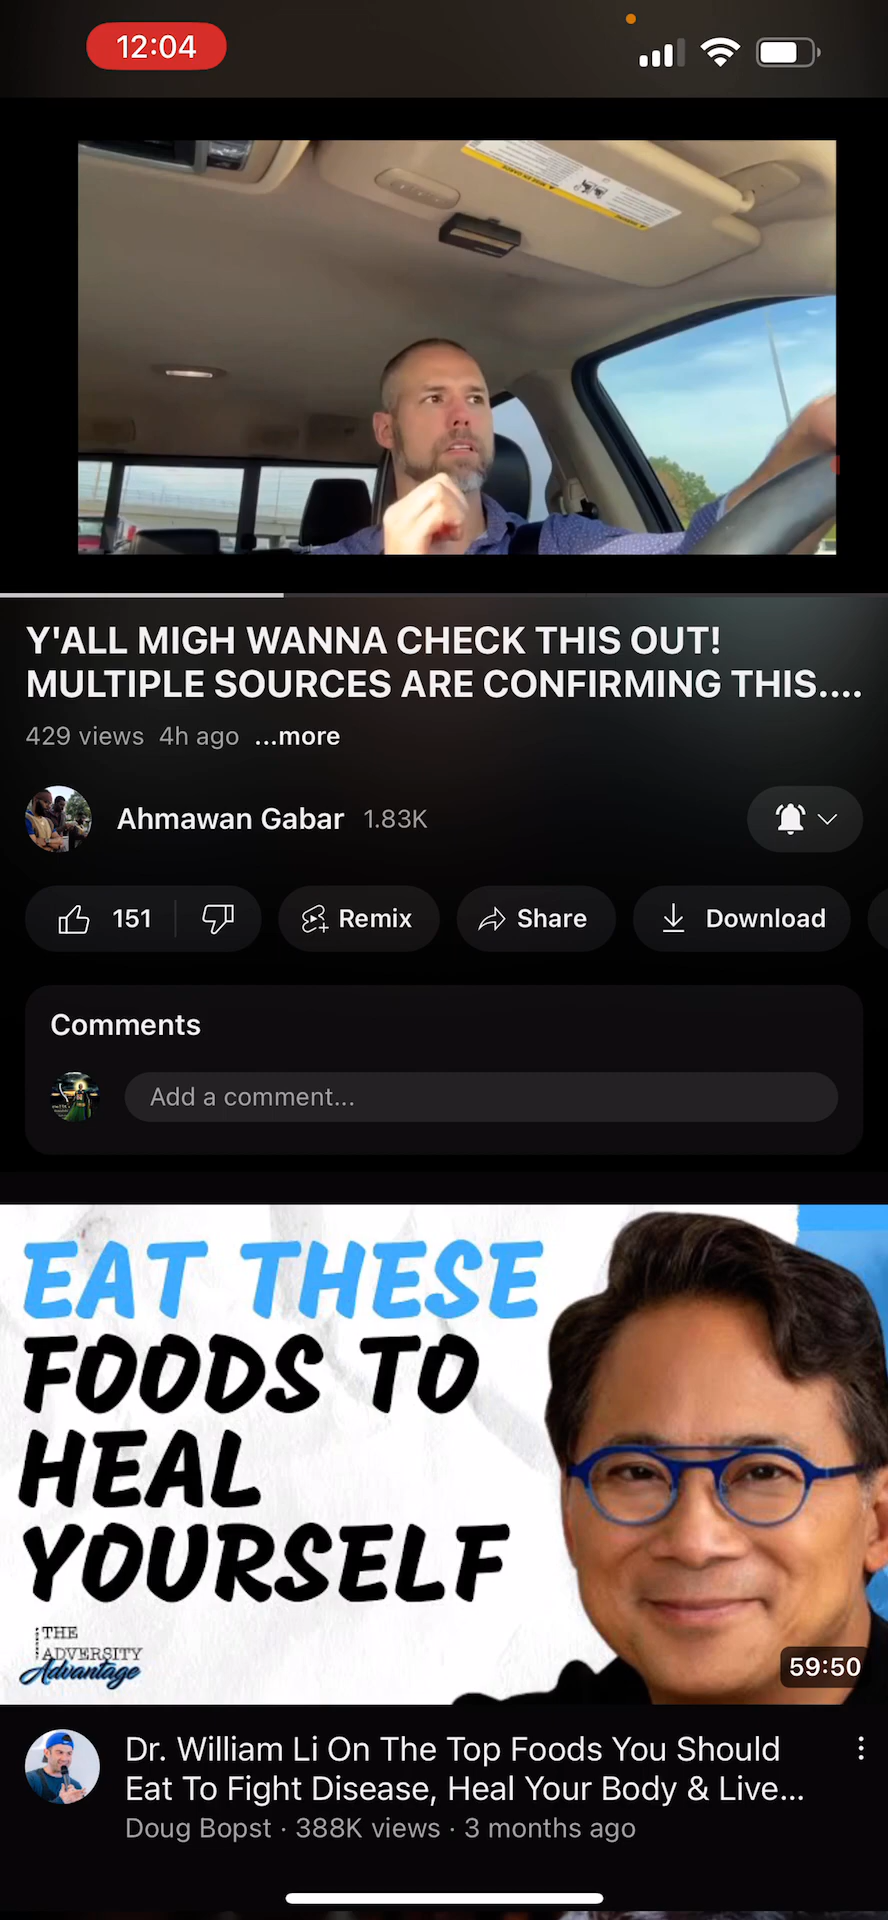 12:04
Y'ALL MIGH WANNA CHECK THIS OUT!
MULTIPLE SOURCES ARE CONFIRMING THIS....
429 views 4h ago ...more
Ahmawan Gabar 1.83K
151
Remix
Share
Download
Comments
Add a comment...
EAT THESE
FOODS TO
HEAL
YOURSELF
THE
ADVERSITY
Advantage
59:50
Dr. William Li On The Top Foods You Should
Eat To Fight Disease, Heal Your Body & Live...
Doug Bopst · 388K views · 3 months ago